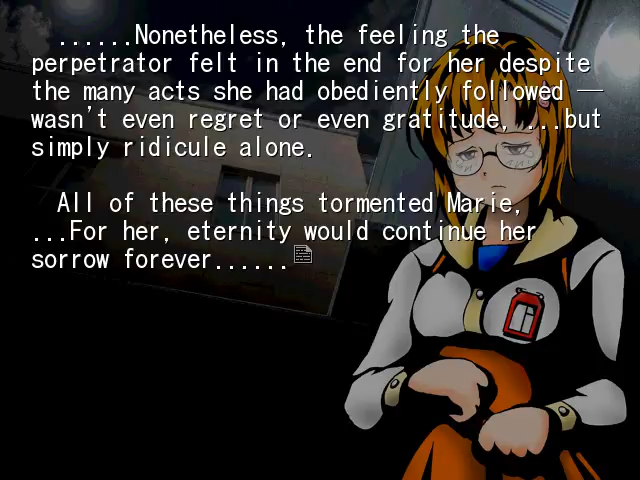 ......Nonetheless, the feeling the
perpetrator felt in the end for her despite
the many acts she had obediently followed ―
wasn't even regret or even gratitude, ...but
simply ridicule alone.
All of these things tormented Marie,
...For her, eternity would continue her
sorrow forever......